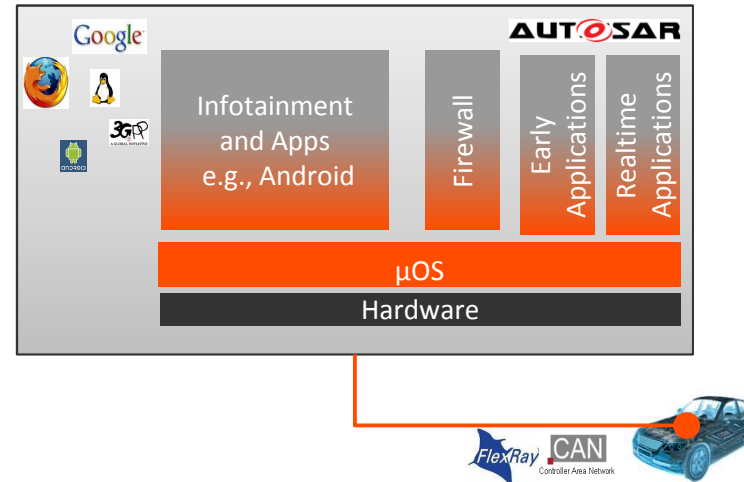 Google
AUTOSAR
3GPP
A GLOBAL INITIATIVE
ANDROID
Infotainment
and Apps
e.g., Android
Firewall
Early
Applications
Realtime
Applications
µOS
Hardware
FlexRay
CAN
Controller Area Network